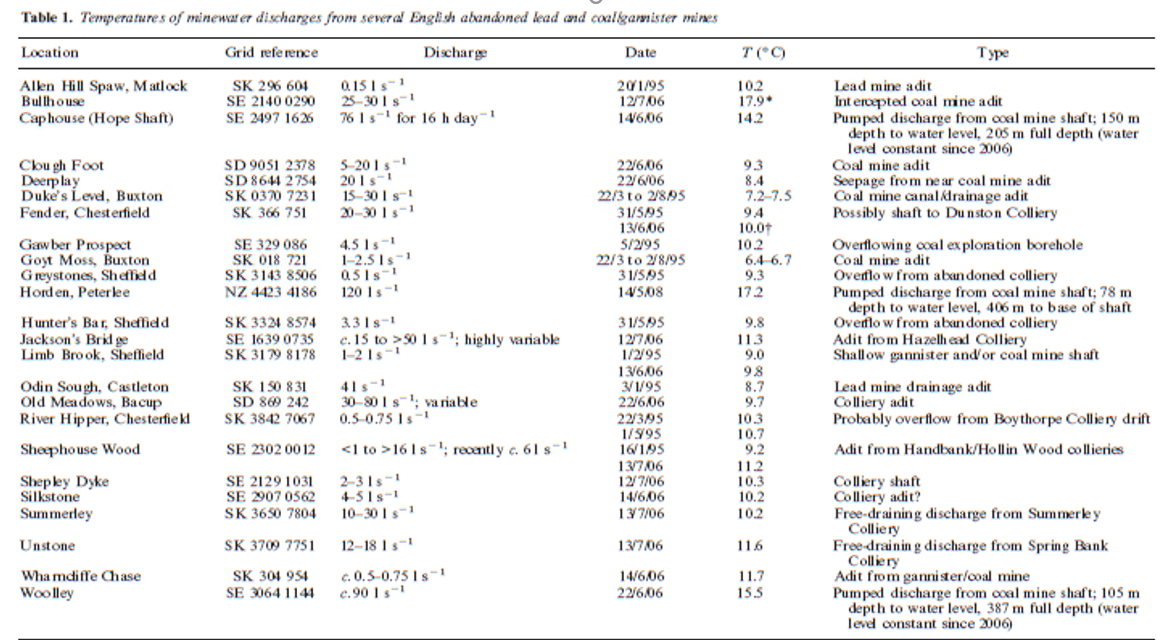 Table 1. Temperatures of minewater discharges from several English abandoned lead and coal/gannister mines
Location Grid reference Discharge Date T (°C) Type
Allen Hill Spaw, Matlock SK 296 604 0.15 l s⁻¹ 20/1/95 10.2 Lead mine adit
Bullhouse SE 2140 0290 25–30 l s⁻¹ 12/7/06 17.9* Intercepted coal mine adit
Caphouse (Hope Shaft) SE 2497 1626 76 l s⁻¹ for 16 h day⁻¹ 14/6/06 14.2 Pumped discharge from coal mine shaft; 150 m
depth to water level, 205 m full depth (water
level constant since 2006)
Clough Foot SD 9051 2378 5–20 l s⁻¹ 22/6/06 9.3 Coal mine adit
Deerplay SD 8644 2754 20 l s⁻¹ 22/6/06 8.4 Seepage from near coal mine adit
Duke's Level, Buxton SK 0370 7231 15–30 l s⁻¹ 22/3 to 2/8/95 7.2–7.5 Coal mine canal/drainage adit
Fender, Chesterfield SK 366 751 20–30 l s⁻¹ 31/5/95 9.4 Possibly shaft to Dunston Colliery
13/6/06 10.0†
Gawber Prospect SE 329 086 4.5 l s⁻¹ 5/2/95 10.2 Overflowing coal exploration borehole
Goyt Moss, Buxton SK 018 721 1–2.5 l s⁻¹ 22/3 to 2/8/95 6.4–6.7 Coal mine adit
Greystones, Sheffield SK 3143 8506 0.5 l s⁻¹ 31/5/95 9.3 Overflow from abandoned colliery
Horden, Peterlee NZ 4423 4186 120 l s⁻¹ 14/5/08 17.2 Pumped discharge from coal mine shaft; 78 m
depth to water level, 406 m to base of shaft
Hunter's Bar, Sheffield SK 3324 8574 3.3 l s⁻¹ 31/5/95 9.8 Overflow from abandoned colliery
Jackson's Bridge SE 1639 0735 c. 15 to >50 l s⁻¹; highly variable 12/7/06 11.3 Adit from Hazelhead Colliery
Limb Brook, Sheffield SK 3179 8178 1–2 l s⁻¹ 1/2/95 9.0 Shallow gannister and/or coal mine shaft
13/6/06 9.8
Odin Sough, Castleton SK 150 831 41 s⁻¹ 3/1/95 8.7 Lead mine drainage adit
Old Meadows, Bacup SD 869 242 30–80 l s⁻¹; variable 22/6/06 9.7 Colliery adit
River Hipper, Chesterfield SK 3842 7067 0.5–0.75 l s⁻¹ 22/3/95 10.3 Probably overflow from Boythorpe Colliery drift
1/5/95 10.7
Sheephouse Wood SE 2302 0012 <1 to >16 l s⁻¹; recently c. 6 l s⁻¹ 16/1/95 9.2 Adit from Handbank/Hollin Wood collieries
13/7/06 11.2
Shepley Dyke SE 2129 1031 2–3 l s⁻¹ 12/7/06 10.3 Colliery shaft
Silkstone SE 2907 0562 4–5 l s⁻¹ 14/6/06 10.2 Colliery adit?
Summerley SK 3650 7804 10–30 l s⁻¹ 13/7/06 10.2 Free-draining discharge from Summerley
Colliery
Unstone SK 3709 7751 12–18 l s⁻¹ 13/7/06 11.6 Free-draining discharge from Spring Bank
Colliery
Wharncliffe Chase SK 304 954 c. 0.5–0.75 l s⁻¹ 14/6/06 11.7 Adit from gannister/coal mine
Woolley SE 3064 1144 c. 90 l s⁻¹ 22/6/06 15.5 Pumped discharge from coal mine shaft; 105 m
depth to water level, 387 m full depth (water
level constant since 2006)